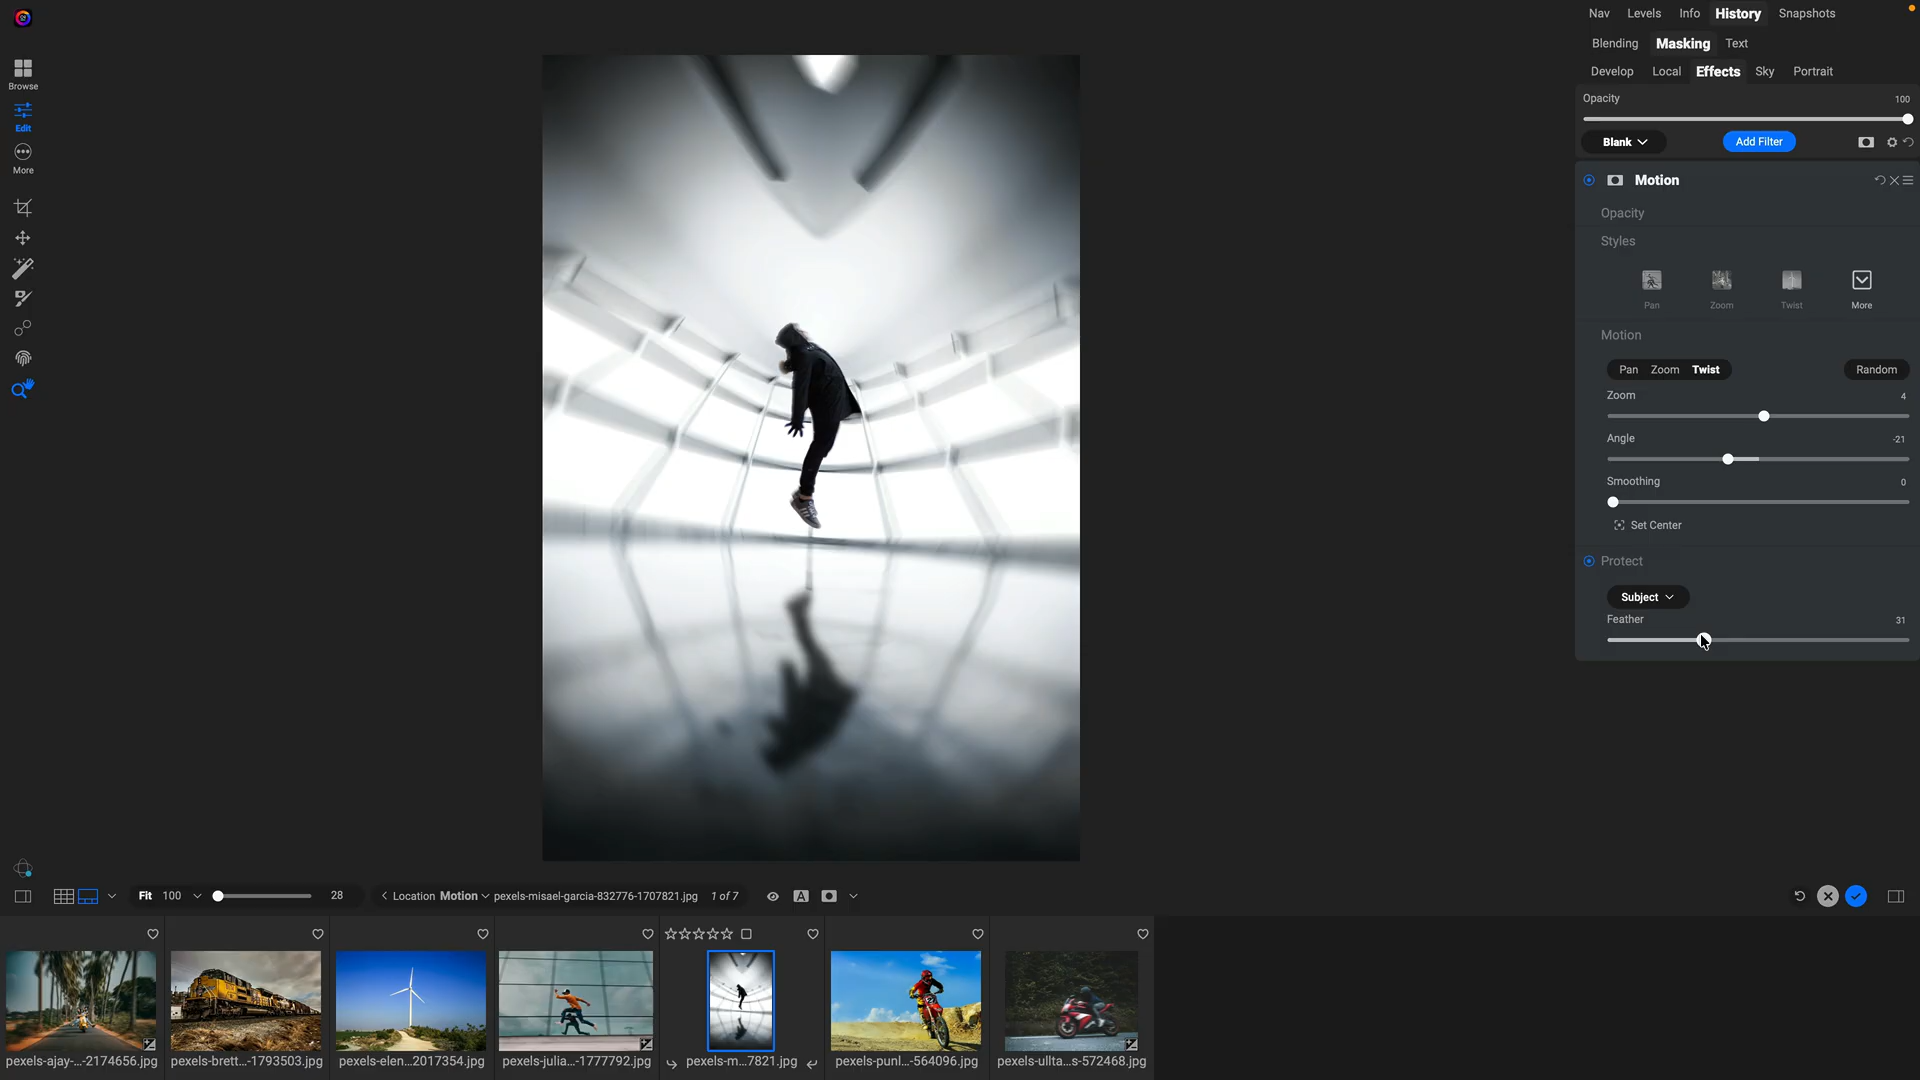 Nav Levels Info History Snapshots
Blending Masking Text
Develop Local Effects Sky Portrait
Opacity 100
Blank Add Filter
Motion
Opacity
Styles
Pan Zoom Twist More
Motion
Pan Zoom Twist Random
Zoom 4
Angle -21
Smoothing 0
Set Center
Protect
Subject
Feather 31
Browse
Edit
More
Fit 100 28 Location Motion pexels-misael-garcia-832776-1707821.jpg 1 of 7 A
pexels-ajay-...-2174656.jpg pexels-brett...-1793503.jpg pexels-elen...2017354.jpg pexels-julia...-1777792.jpg pexels-m...7821.jpg pexels-punl...-564096.jpg pexels-ullta...s-572468.jpg